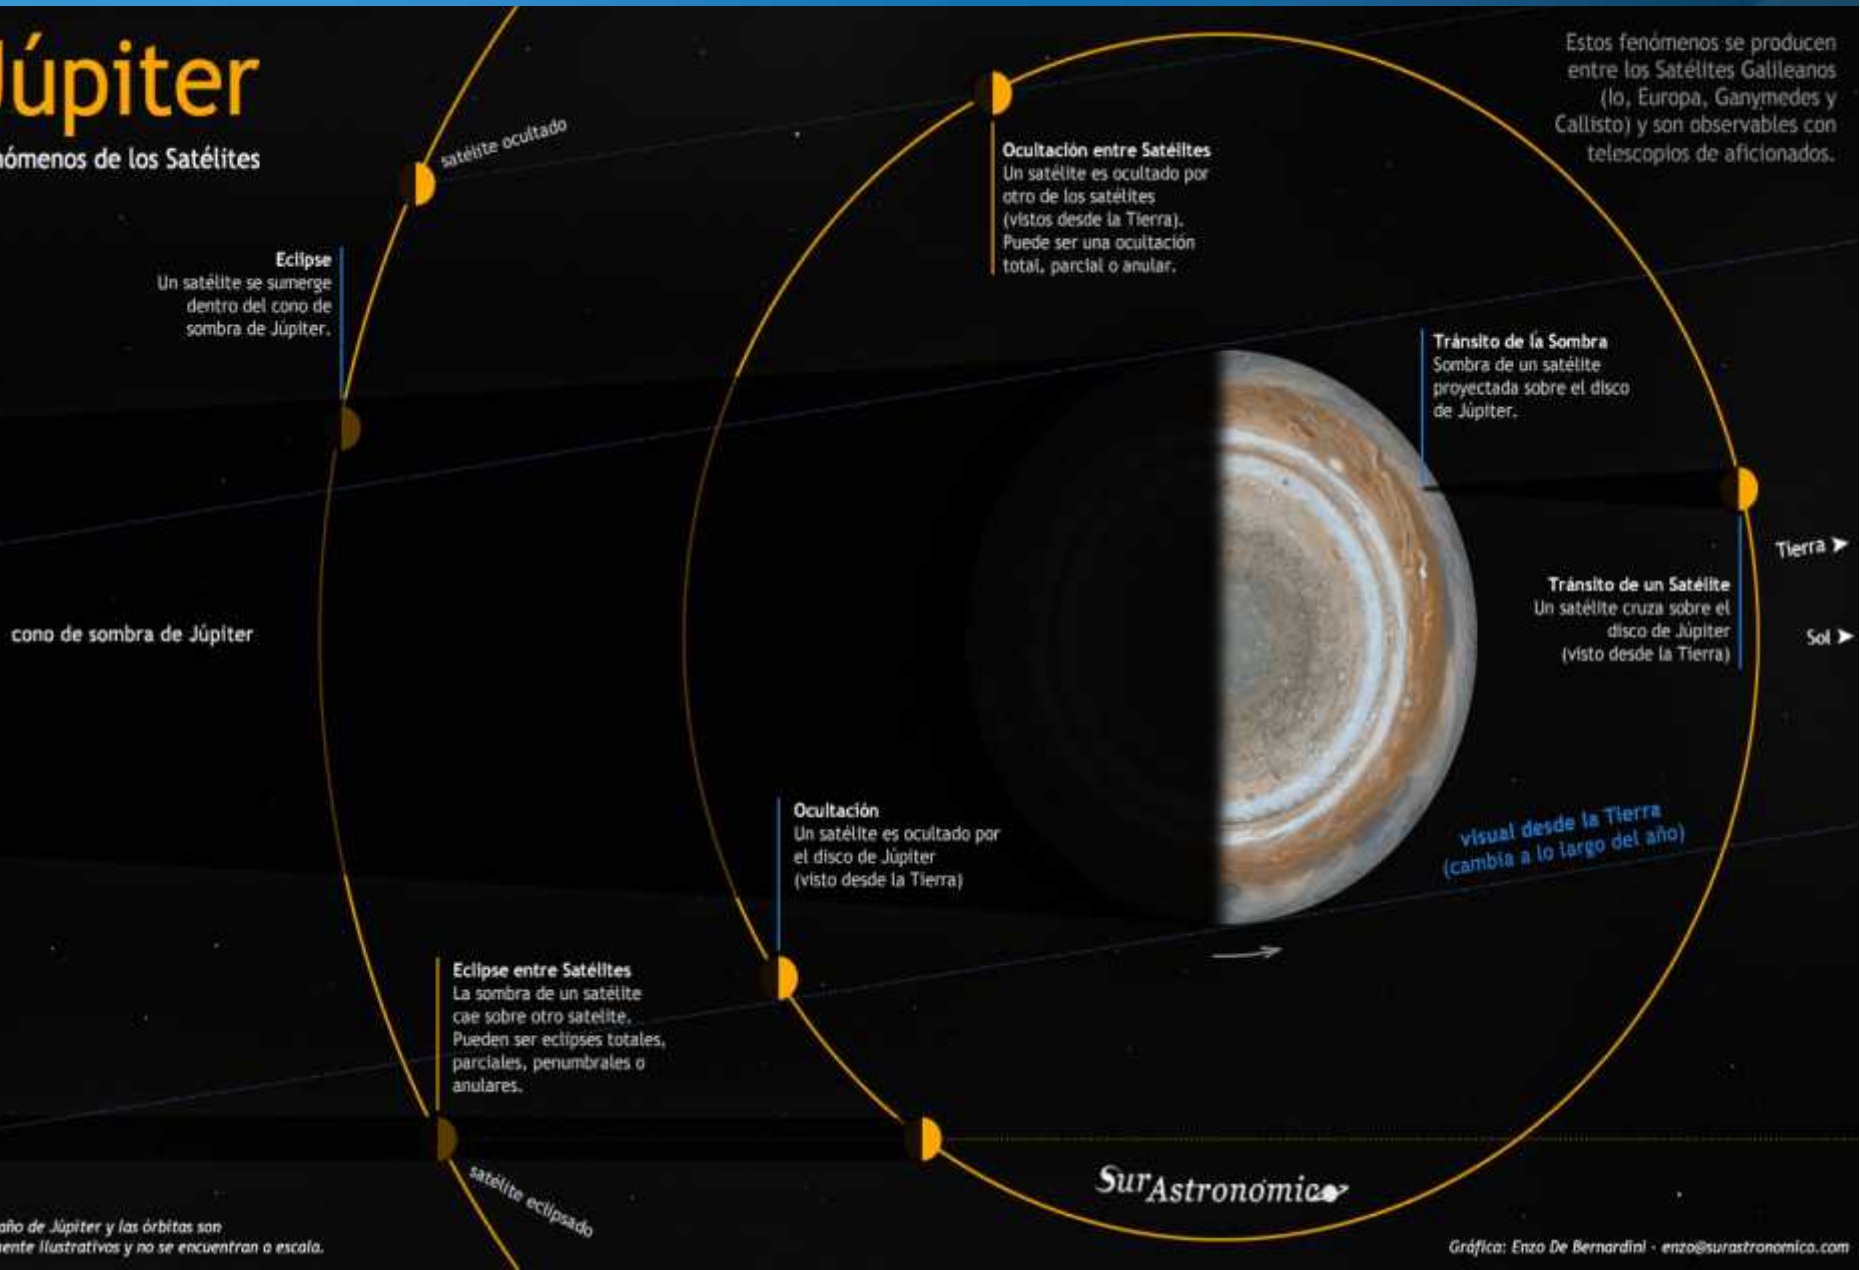 Júpiter
nómenos de los Satélites
satélite ocultado
Eclipse
Un satélite se sumerge
dentro del cono de
sombra de Júpiter.
Ocultación entre Satélites
Un satélite es ocultado por
otro de los satélites
(vistos desde la Tierra).
Puede ser una ocultación
total, parcial o anular.
Estos fenómenos se producen
entre los Satélites Galileanos
(Io, Europa, Ganymedes y
Callisto) y son observables con
telescopios de aficionados.
Tránsito de la Sombra
Sombra de un satélite
proyectada sobre el disco
de Júpiter.
Tierra
Tránsito de un Satélite
Un satélite cruza sobre el
disco de Júpiter
(visto desde la Tierra)
Sol
cono de sombra de Júpiter
Ocultación
Un satélite es ocultado por
el disco de Júpiter
(visto desde la Tierra)
visual desde la Tierra
(cambia a lo largo del año)
Eclipse entre Satélites
La sombra de un satélite
cae sobre otro satelite.
Pueden ser eclipses totales,
parciales, penumbrales o
anulares.
satélite eclipsado
SurAstronómico
año de Júpiter y las órbitas son
mente ilustrativos y no se encuentran a escala.
Gráfica: Enzo De Bernardini - enzo@surastronomico.com